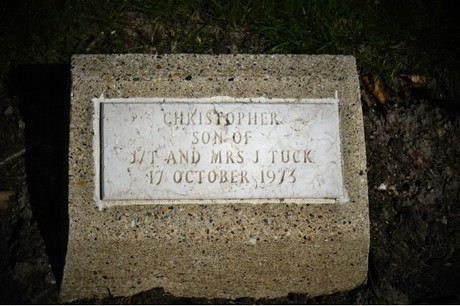 CHRISTOPHER
SON OF
J/T AND MRS J TUCK
17 OCTOBER 1973